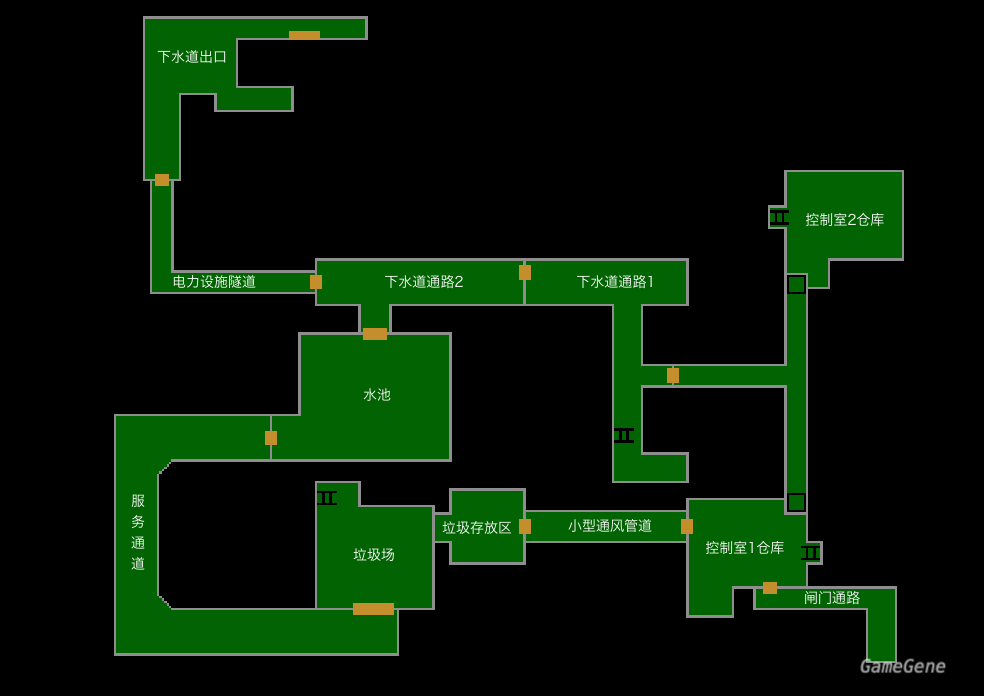 下水道出口
控制室2仓库
电力设施隧道
下水道通路2
下水道通路1
水池
服务通道
垃圾存放区
小型通风管道
垃圾场
控制室1仓库
闸门通路
GameGene